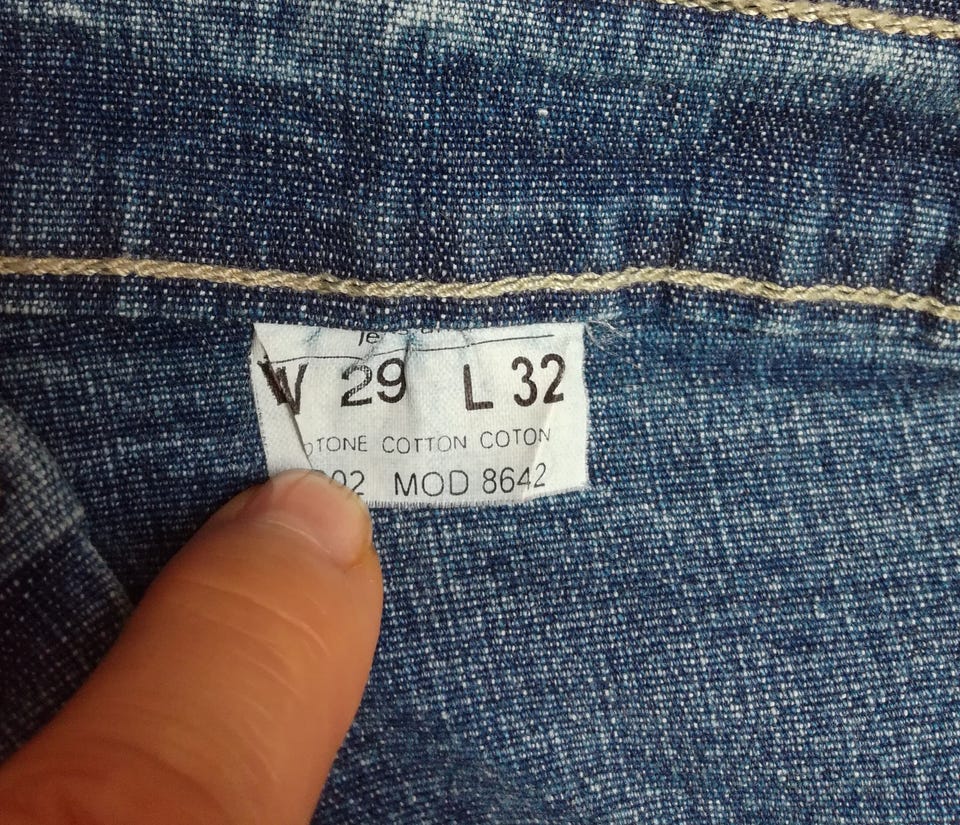 W 29 L 32
COTTON COTON
MOD 8642